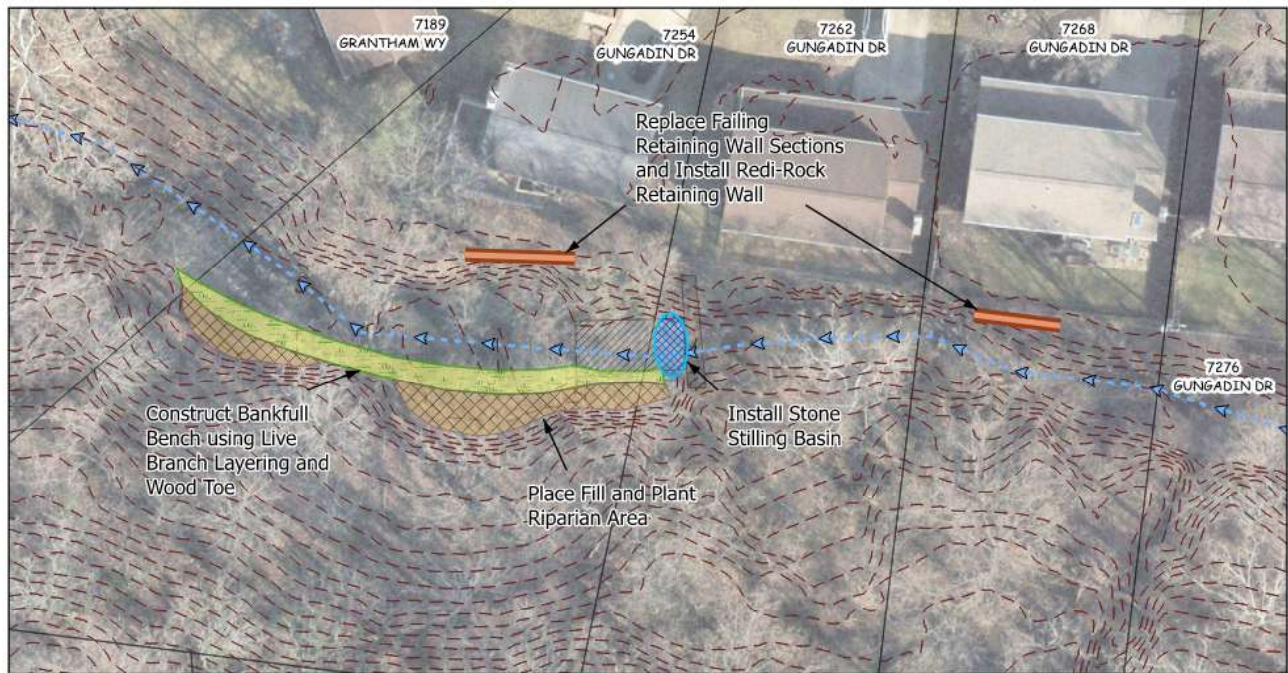 7189
GRANTHAM WY
7254
GUNGADIN DR
7262
GUNGADIN DR
7268
GUNGADIN DR
Replace Failing
Retaining Wall Sections
and Install Redi-Rock
Retaining Wall
7276
GUNGADIN DR
Construct Bankfull
Bench using Live
Branch Layering and
Wood Toe
Install Stone
Stilling Basin
Place Fill and Plant
Riparian Area